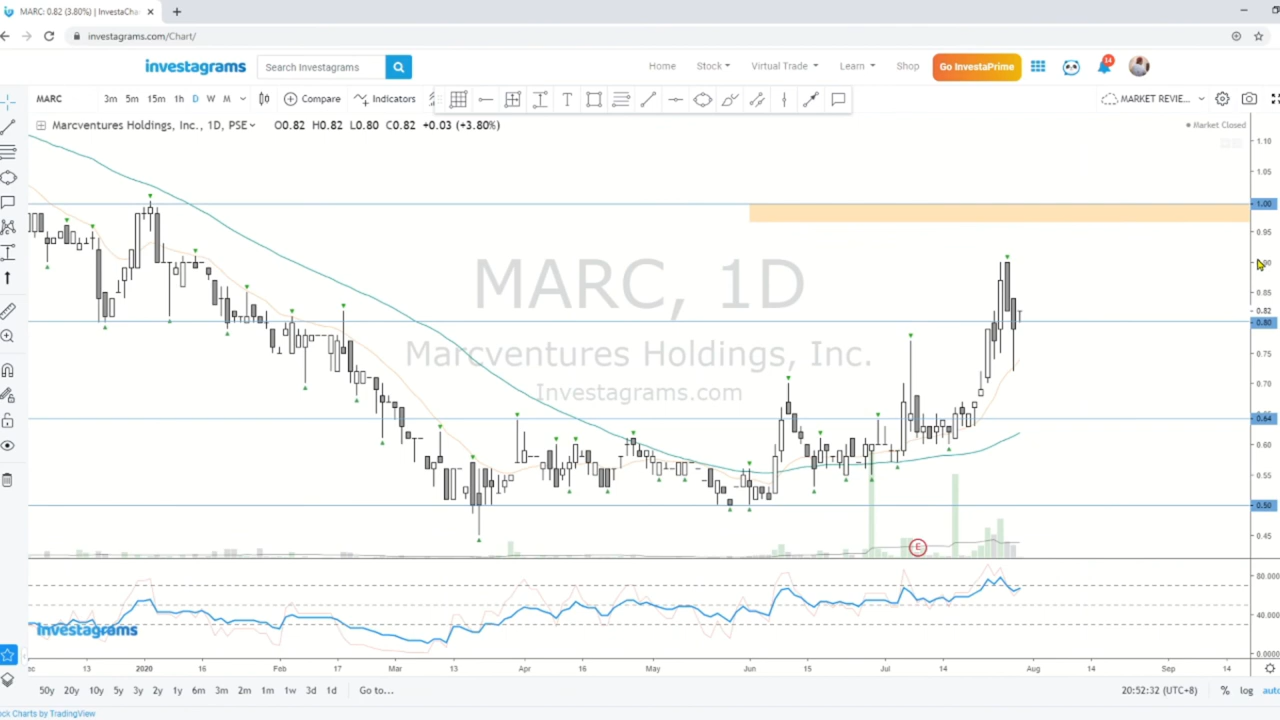 MARC: 0.82 (3.80%) | InvestaCha
investagrams.com/Chart/
investagrams
Search Investagrams
Home
Stock
Virtual Trade
Learn
Shop
Go InvestaPrime
14
MARC
3m 5m 15m 1h D W M
Compare
Indicators
MARKET REVIE...
Marcventures Holdings, Inc., 1D, PSE
O0.82 H0.82 L0.80 C0.82 +0.03 (+3.80%)
Market Closed
MARC, 1D
Marcventures Holdings, Inc.
Investagrams.com
1.10
1.05
1.00
0.95
0.85
0.82
0.80
0.75
0.70
0.64
0.60
0.55
0.50
0.45
E
80.000
40.000
0.0000
investagrams
13 2020 16 Feb 17 Mar 13 Apr 16 May Jun 15 Jul 14 Aug 14 Sep 14
50y 20y 10y 5y 3y 2y 1y 6m 3m 2m 1m 1w 3d 1d Go to...
20:52:32 (UTC+8) % log auto
ock Charts by TradingView